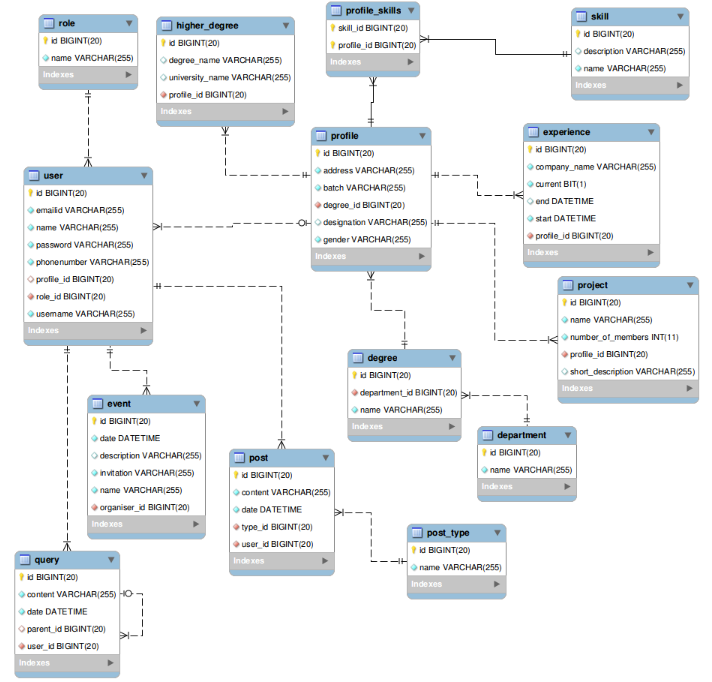 role
id BIGINT(20)
name VARCHAR(255)
Indexes
higher_degree
id BIGINT(20)
degree_name VARCHAR(255)
university_name VARCHAR(255)
profile_id BIGINT(20)
Indexes
profile_skills
skill_id BIGINT(20)
profile_id BIGINT(20)
Indexes
skill
id BIGINT(20)
description VARCHAR(255)
name VARCHAR(255)
Indexes
user
id BIGINT(20)
emailid VARCHAR(255)
name VARCHAR(255)
password VARCHAR(255)
phonenumber VARCHAR(255)
profile_id BIGINT(20)
role_id BIGINT(20)
username VARCHAR(255)
Indexes
profile
id BIGINT(20)
address VARCHAR(255)
batch VARCHAR(255)
degree_id BIGINT(20)
designation VARCHAR(255)
gender VARCHAR(255)
Indexes
experience
id BIGINT(20)
company_name VARCHAR(255)
current BIT(1)
end DATETIME
start DATETIME
profile_id BIGINT(20)
Indexes
project
id BIGINT(20)
name VARCHAR(255)
number_of_members INT(11)
profile_id BIGINT(20)
short_description VARCHAR(255)
Indexes
degree
id BIGINT(20)
department_id BIGINT(20)
name VARCHAR(255)
Indexes
department
id BIGINT(20)
name VARCHAR(255)
Indexes
event
id BIGINT(20)
date DATETIME
description VARCHAR(255)
invitation VARCHAR(255)
name VARCHAR(255)
organiser_id BIGINT(20)
Indexes
post
id BIGINT(20)
content VARCHAR(255)
date DATETIME
type_id BIGINT(20)
user_id BIGINT(20)
Indexes
post_type
id BIGINT(20)
name VARCHAR(255)
Indexes
query
id BIGINT(20)
content VARCHAR(255)
date DATETIME
parent_id BIGINT(20)
user_id BIGINT(20)
Indexes